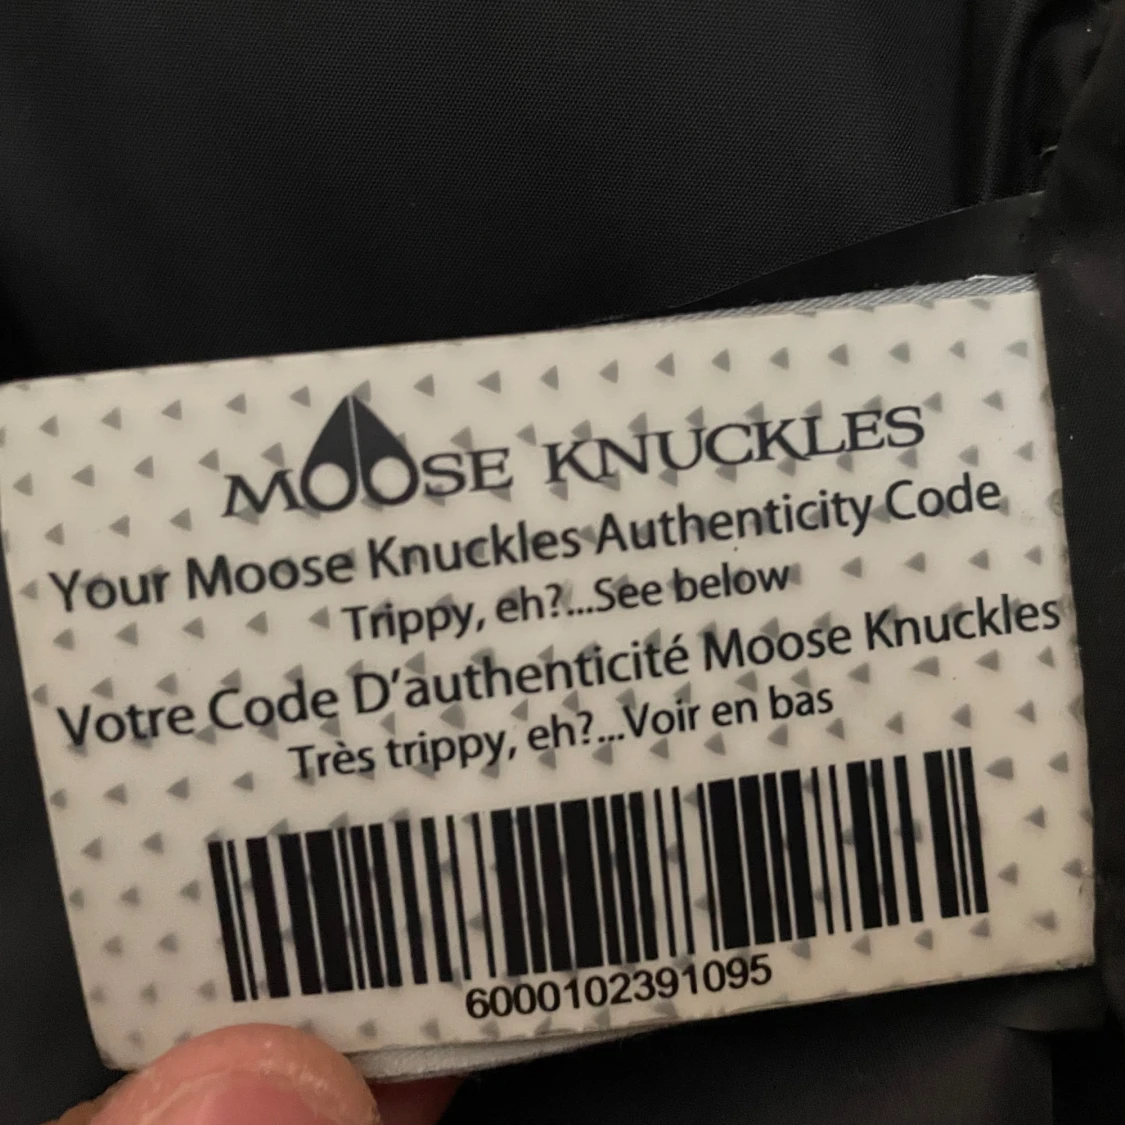 MOOSE KNUCKLES
Your Moose Knuckles Authenticity Code
Trippy, eh?...See below
Votre Code D'authenticité Moose Knuckles
Très trippy, eh?...Voir en bas
6000102391095